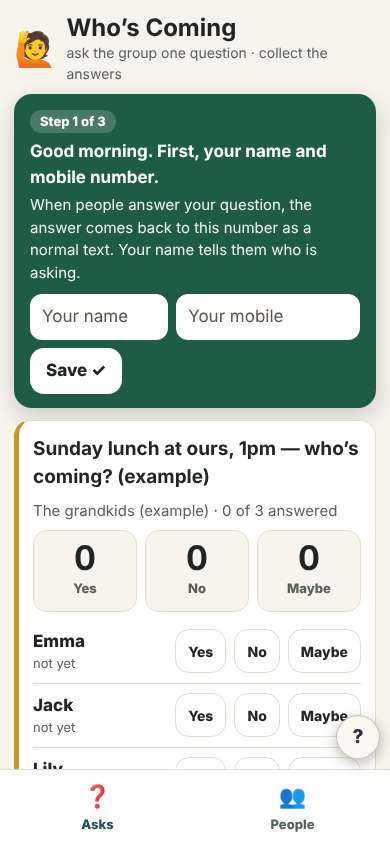 Who’s Coming
ask the group one question · collect the
answers
Step 1 of 3
Good morning. First, your name and
mobile number.
When people answer your question, the
answer comes back to this number as a
normal text. Your name tells them who is
asking.
Your name
Your mobile
Save ✓
Sunday lunch at ours, 1pm — who’s
coming? (example)
The grandkids (example) · 0 of 3 answered
0 0 0
Yes No Maybe
Emma
not yet
Yes No Maybe
Jack
not yet
Yes No Maybe
?
Lily
❓ 👥
Asks People